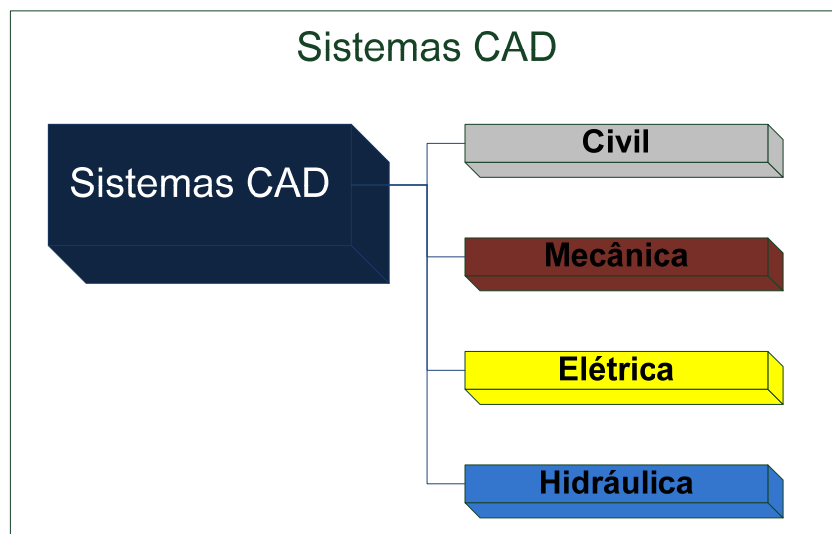 Sistemas CAD
Sistemas CAD
Civil
Mecânica
Elétrica
Hidráulica